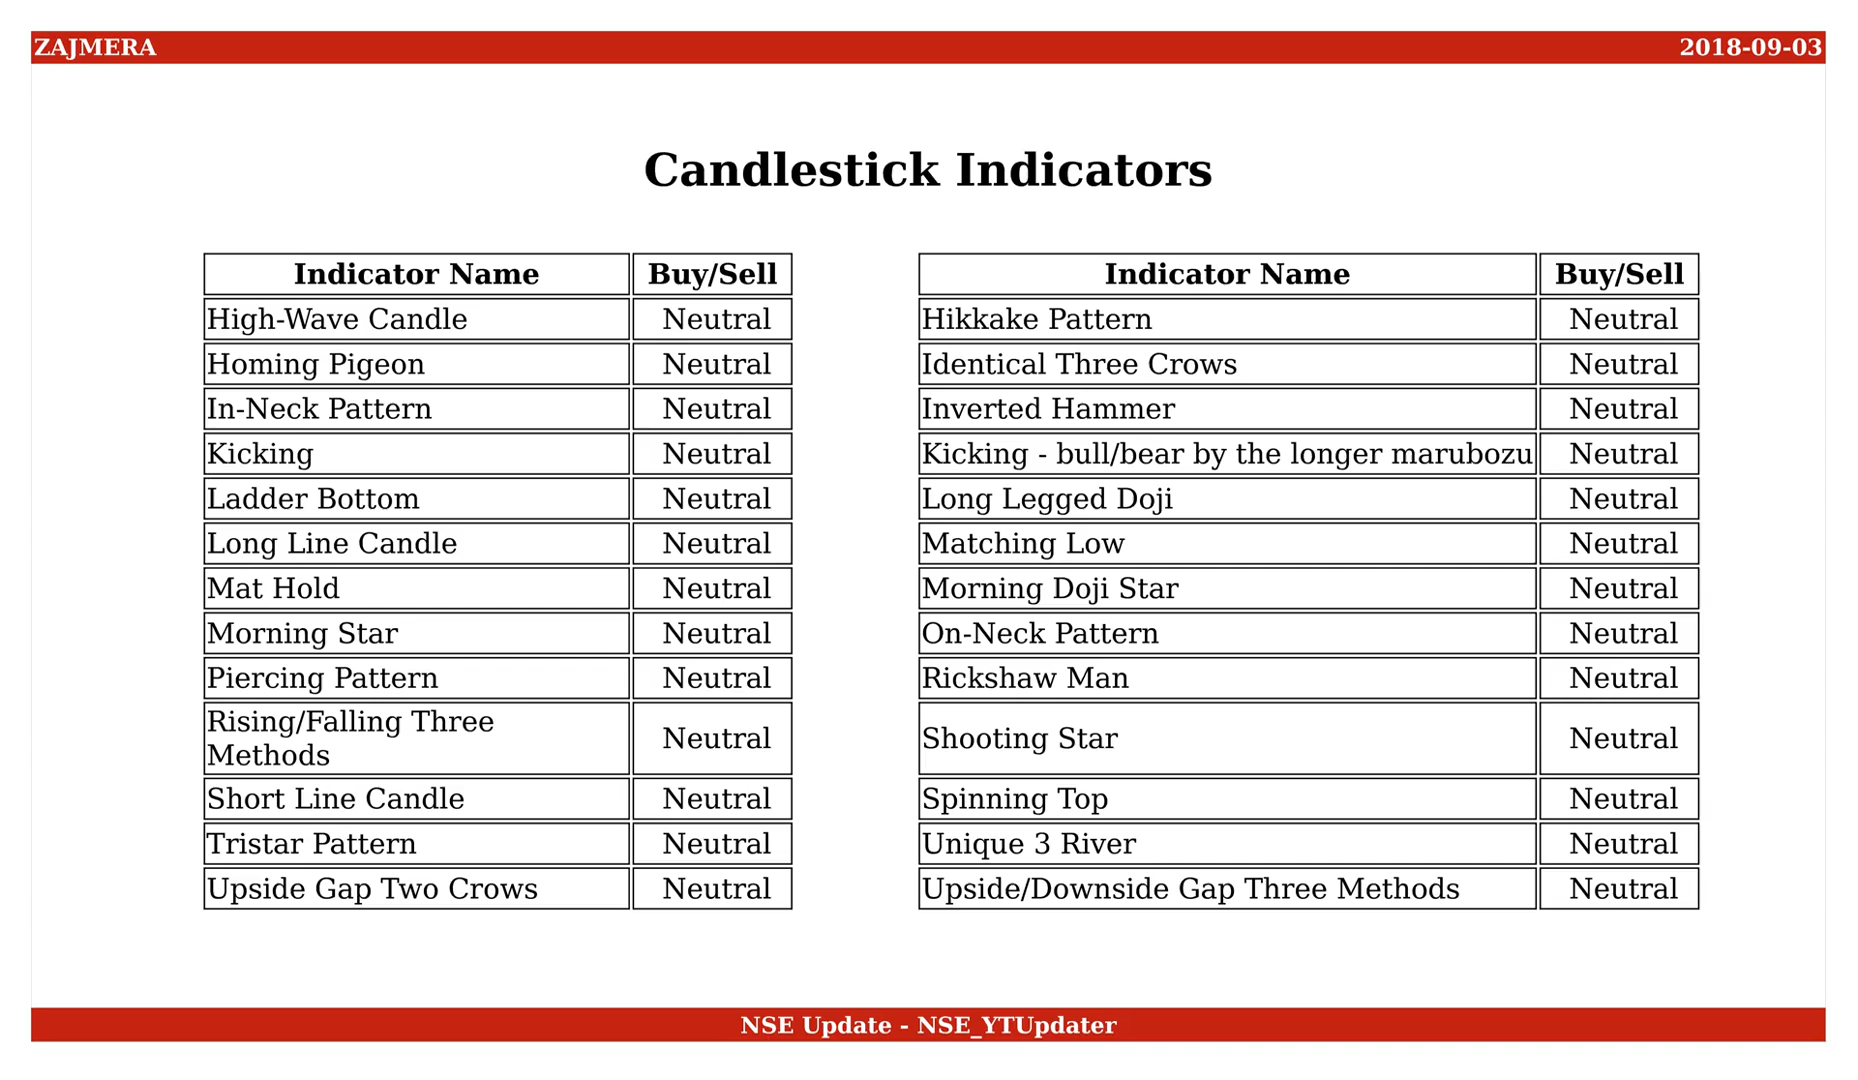 ZAJMERA
2018-09-03
Candlestick Indicators
Indicator Name Buy/Sell
High-Wave Candle Neutral
Homing Pigeon Neutral
In-Neck Pattern Neutral
Kicking Neutral
Ladder Bottom Neutral
Long Line Candle Neutral
Mat Hold Neutral
Morning Star Neutral
Piercing Pattern Neutral
Rising/Falling Three
Methods Neutral
Short Line Candle Neutral
Tristar Pattern Neutral
Upside Gap Two Crows Neutral
Indicator Name Buy/Sell
Hikkake Pattern Neutral
Identical Three Crows Neutral
Inverted Hammer Neutral
Kicking - bull/bear by the longer marubozu Neutral
Long Legged Doji Neutral
Matching Low Neutral
Morning Doji Star Neutral
On-Neck Pattern Neutral
Rickshaw Man Neutral
Shooting Star Neutral
Spinning Top Neutral
Unique 3 River Neutral
Upside/Downside Gap Three Methods Neutral
NSE Update - NSE_YTUpdater